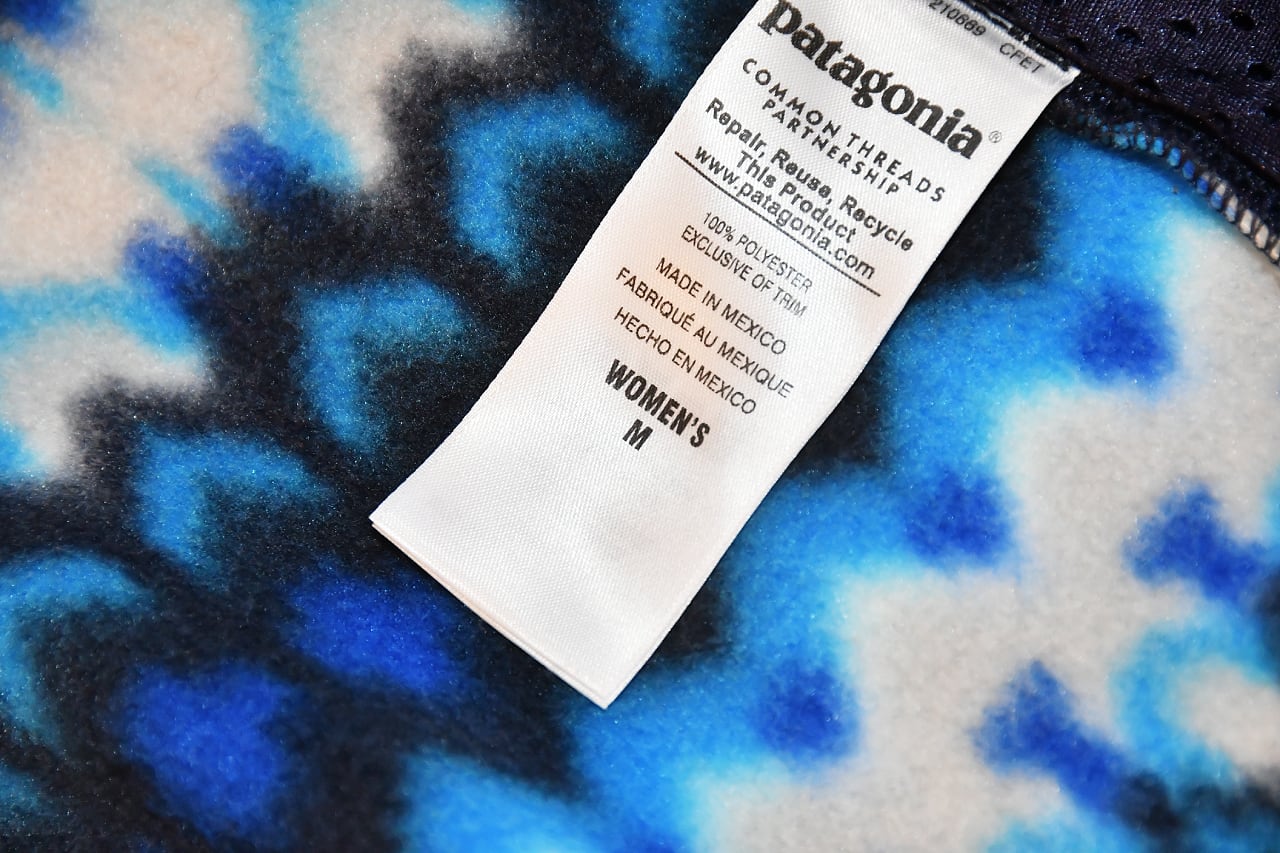 210669 CFET
patagonia®
COMMON THREADS
PARTNERSHIP
Repair, Reuse, Recycle
This Product
www.patagonia.com
100% POLYESTER
EXCLUSIVE OF TRIM
MADE IN MEXICO
FABRIQUÉ AU MEXIQUE
HECHO EN MEXICO
WOMEN'S
M